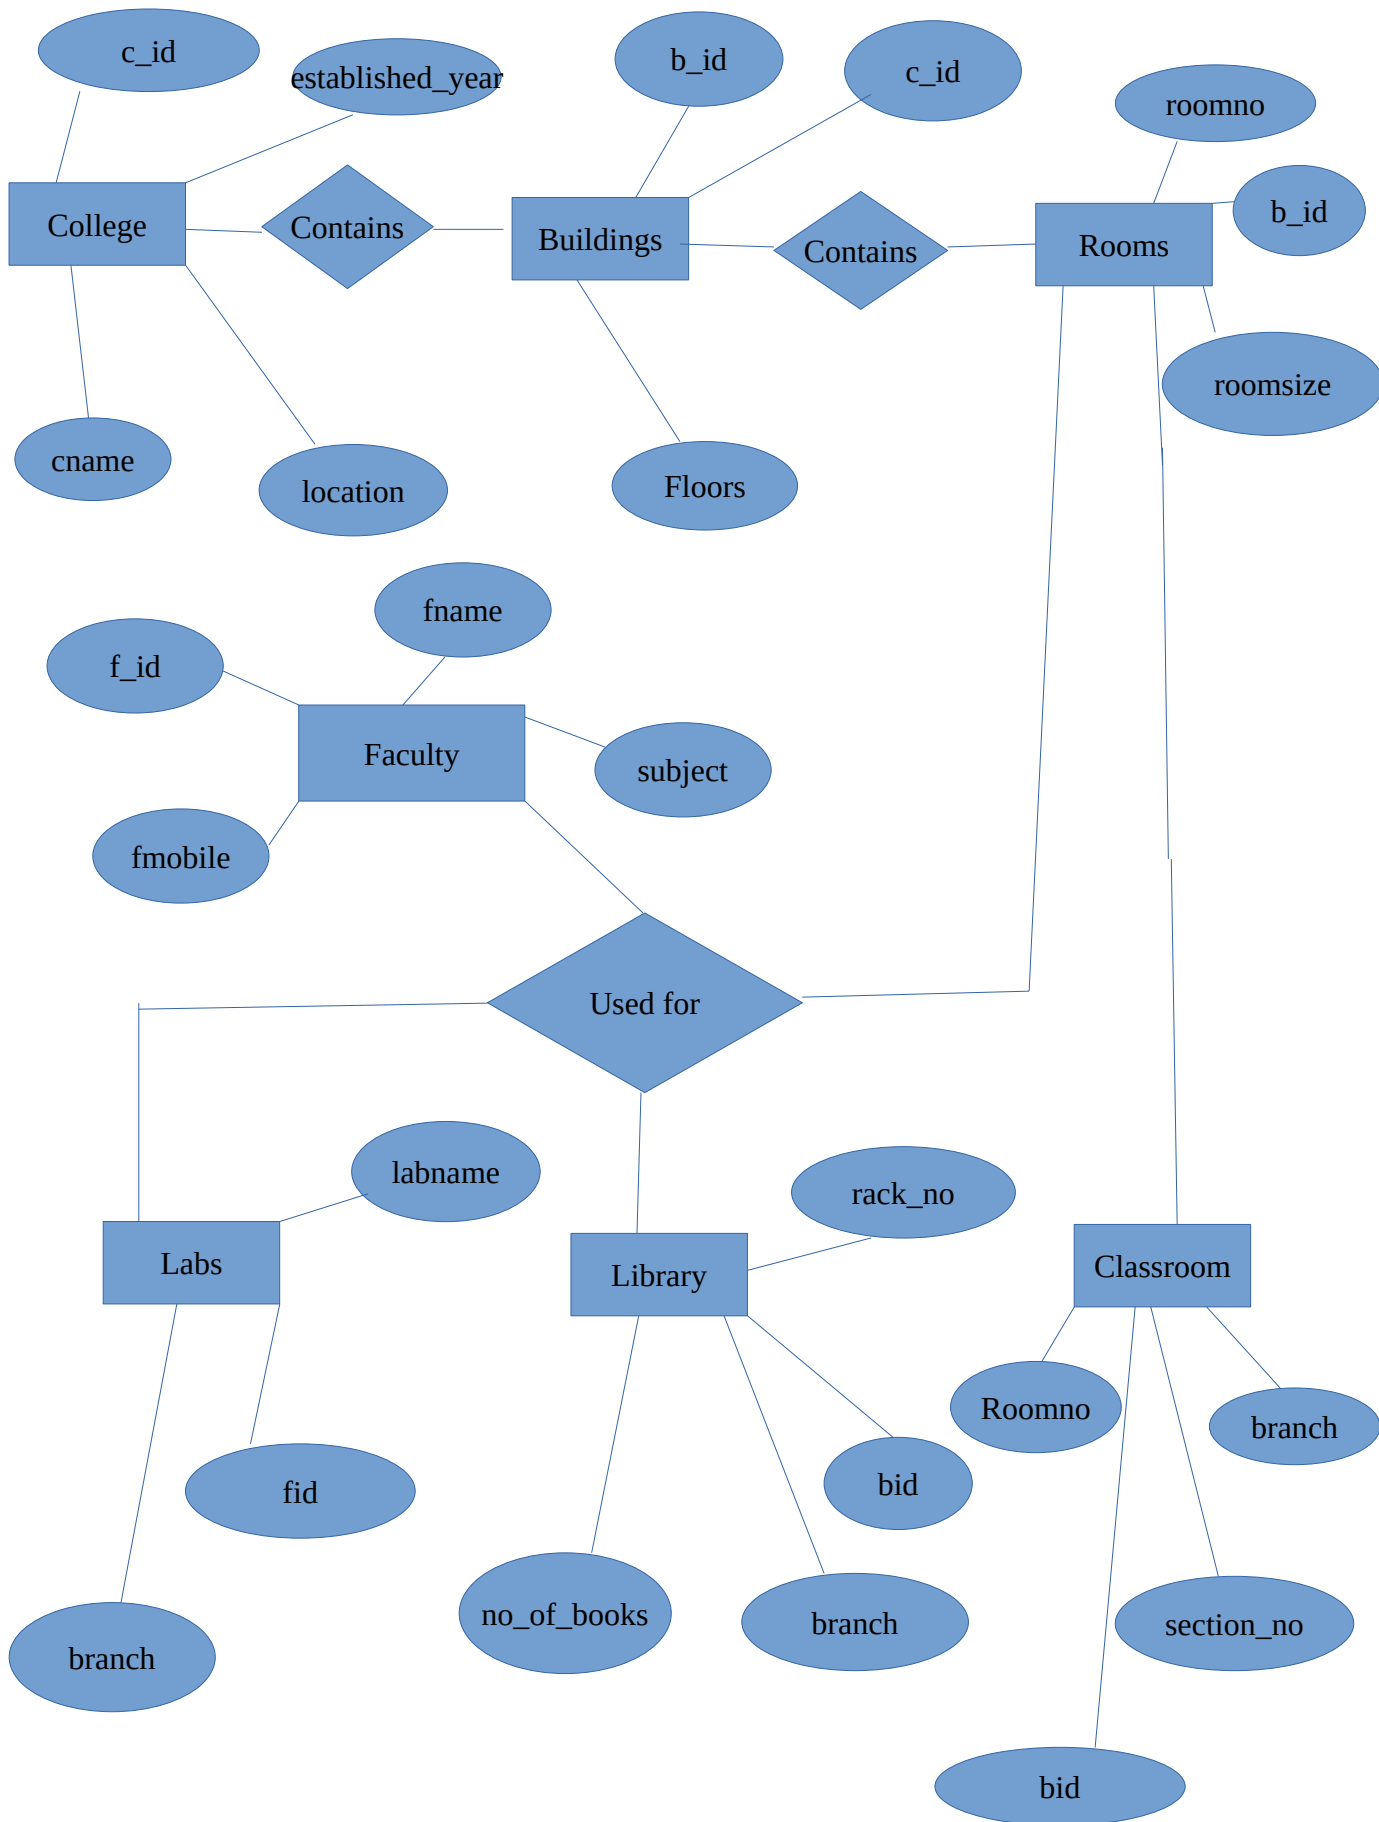 c_id
established_year
b_id
c_id
roomno
College
Contains
Buildings
Contains
Rooms
b_id
roomsize
cname
location
Floors
fname
f_id
Faculty
subject
fmobile
Used for
labname
rack_no
Labs
Library
Classroom
Roomno
branch
fid
bid
no_of_books
branch
section_no
branch
bid